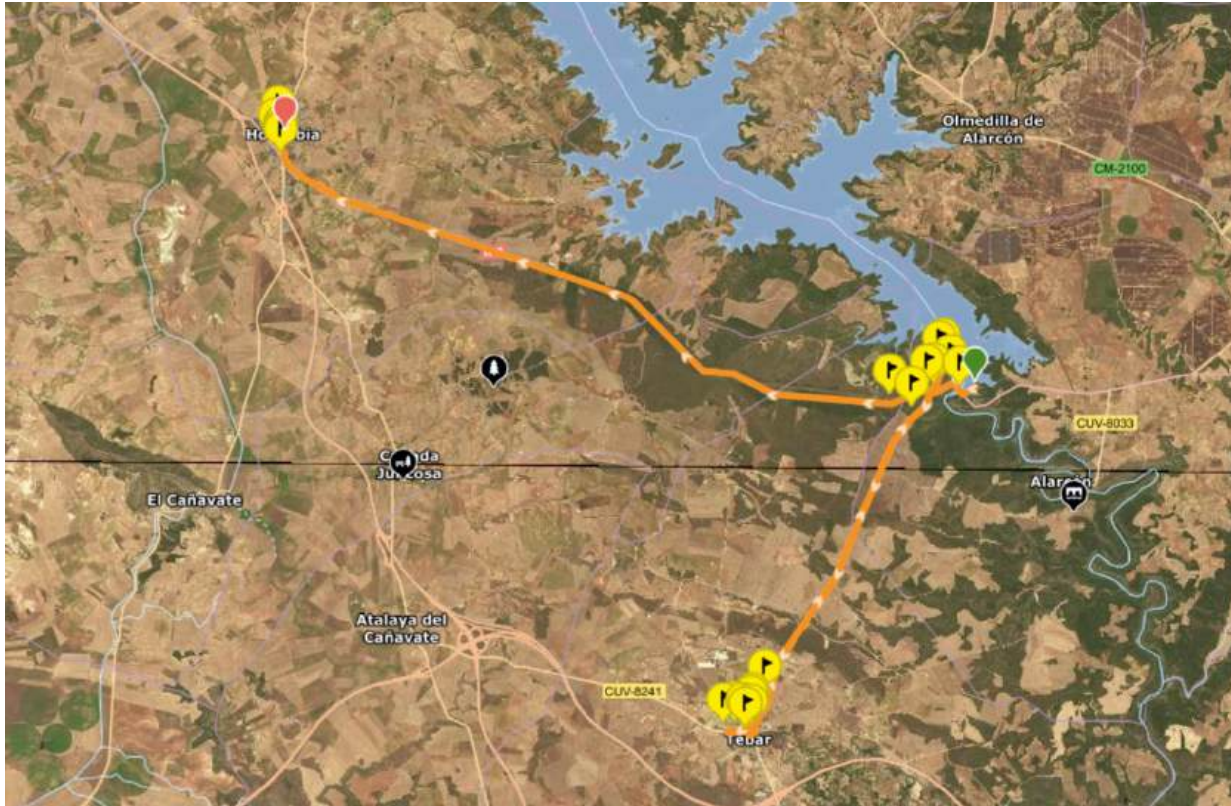 Olmedilla de
Alarcón
CM-2100
CUV-8033
Alarcón
El Cañavate
Atalaya del
Cañavate
CUV-8241
Tébar